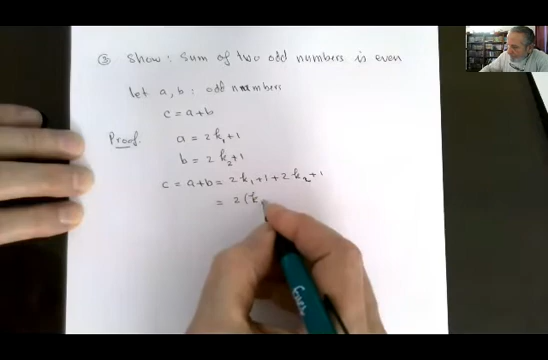 ③ Show: Sum of two odd numbers is even
let a, b: odd numbers
c = a+b
Proof. a = 2k₁+1
b = 2k₂+1
c = a+b = 2k₁+1+2k₂+1
= 2(k